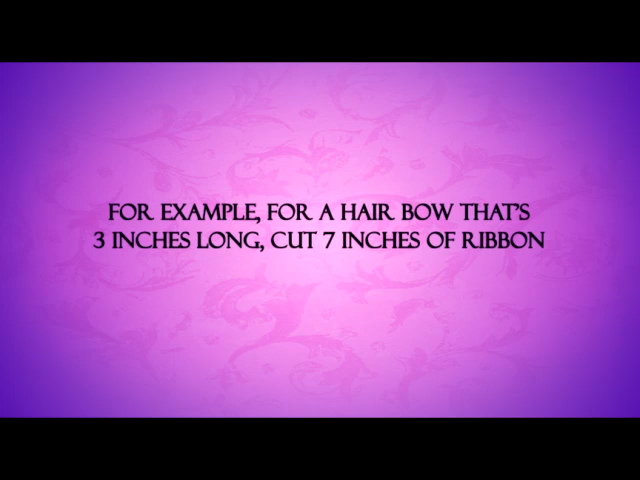 FOR EXAMPLE, FOR A HAIR BOW THAT'S
3 INCHES LONG, CUT 7 INCHES OF RIBBON